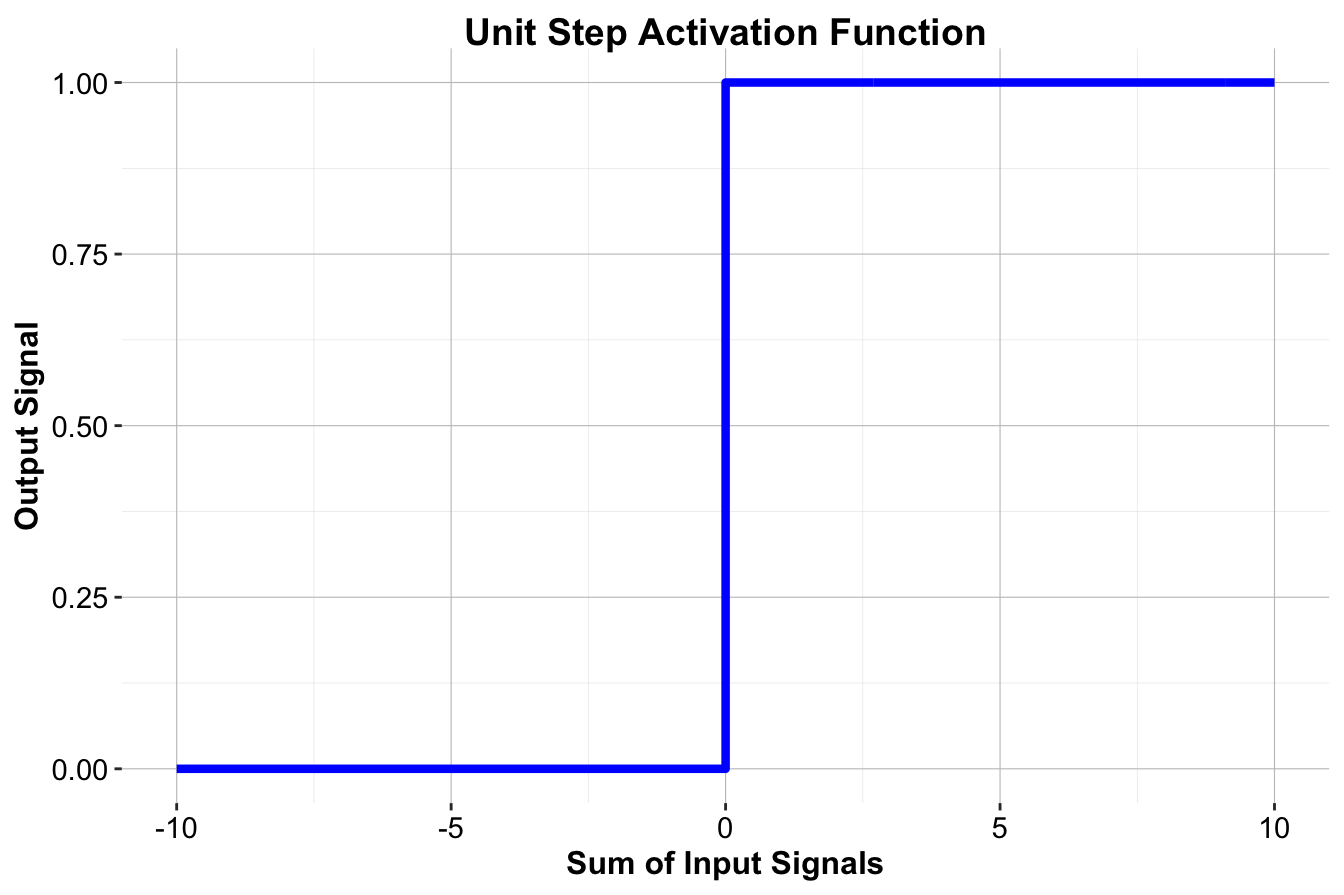 Unit Step Activation Function
1.00
0.75
0.50
0.25
0.00
Output Signal
-10 -5 0 5 10
Sum of Input Signals